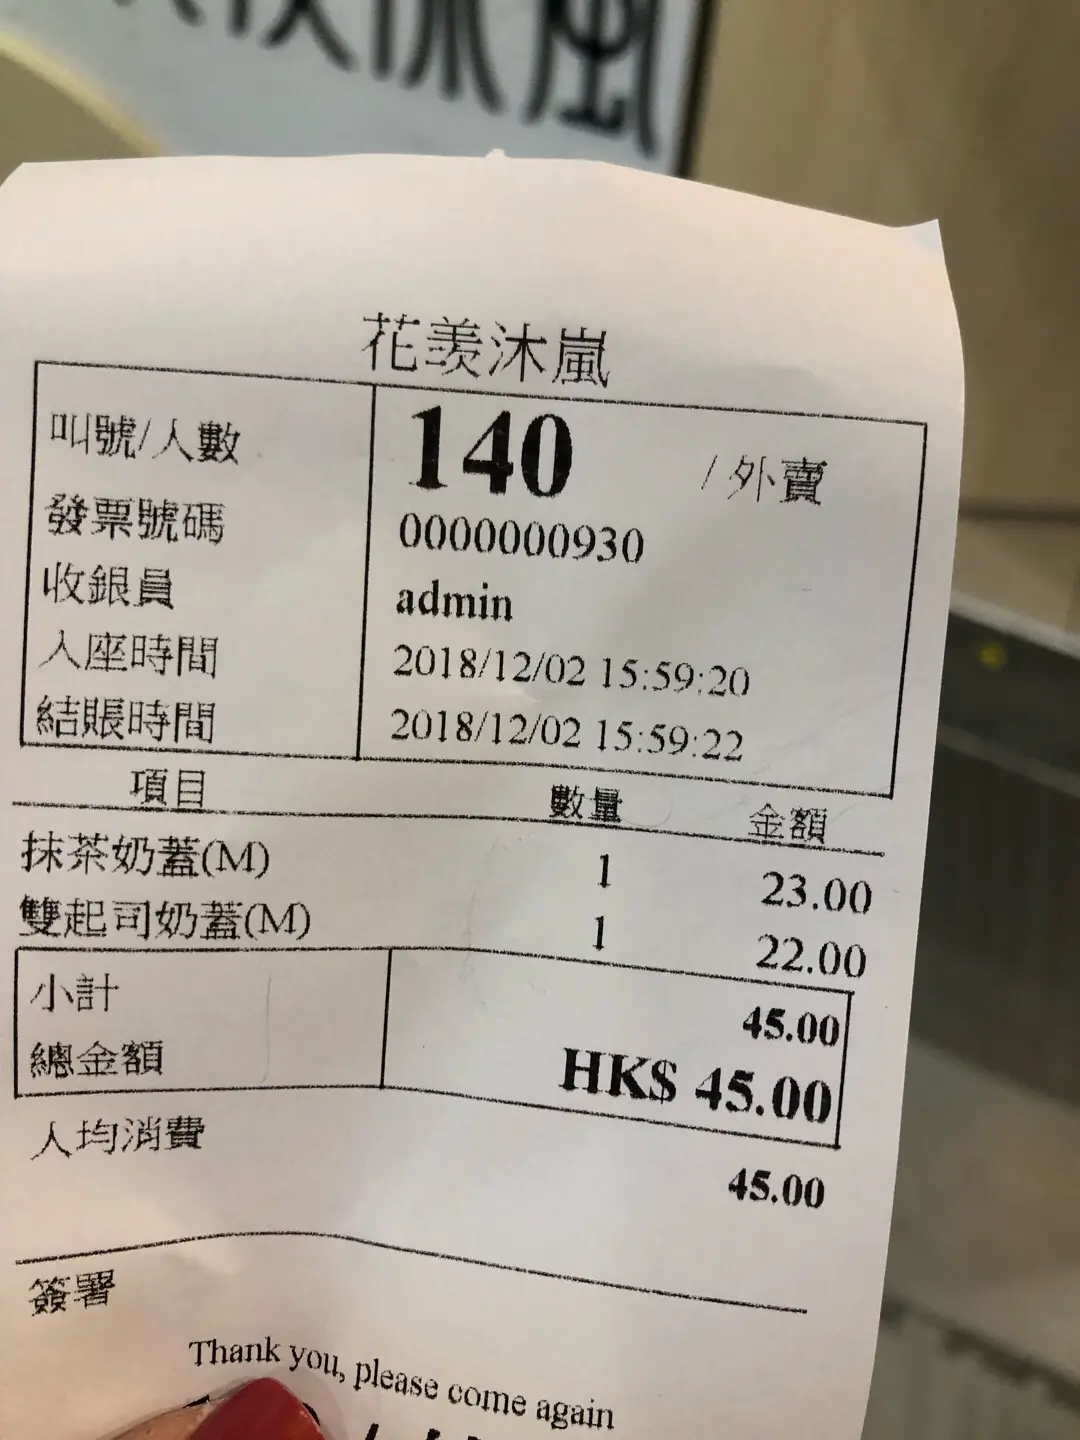 沐嵐
花羨沐嵐
叫號/人數 140 /外賣
發票號碼 0000000930
收銀員 admin
入座時間 2018/12/02 15:59:20
結賬時間 2018/12/02 15:59:22
項目 數量 金額
抹茶奶蓋(M) 1 23.00
雙起司奶蓋(M) 1 22.00
小計 45.00
總金額 HK$ 45.00
人均消費 45.00
簽署
Thank you, please come again